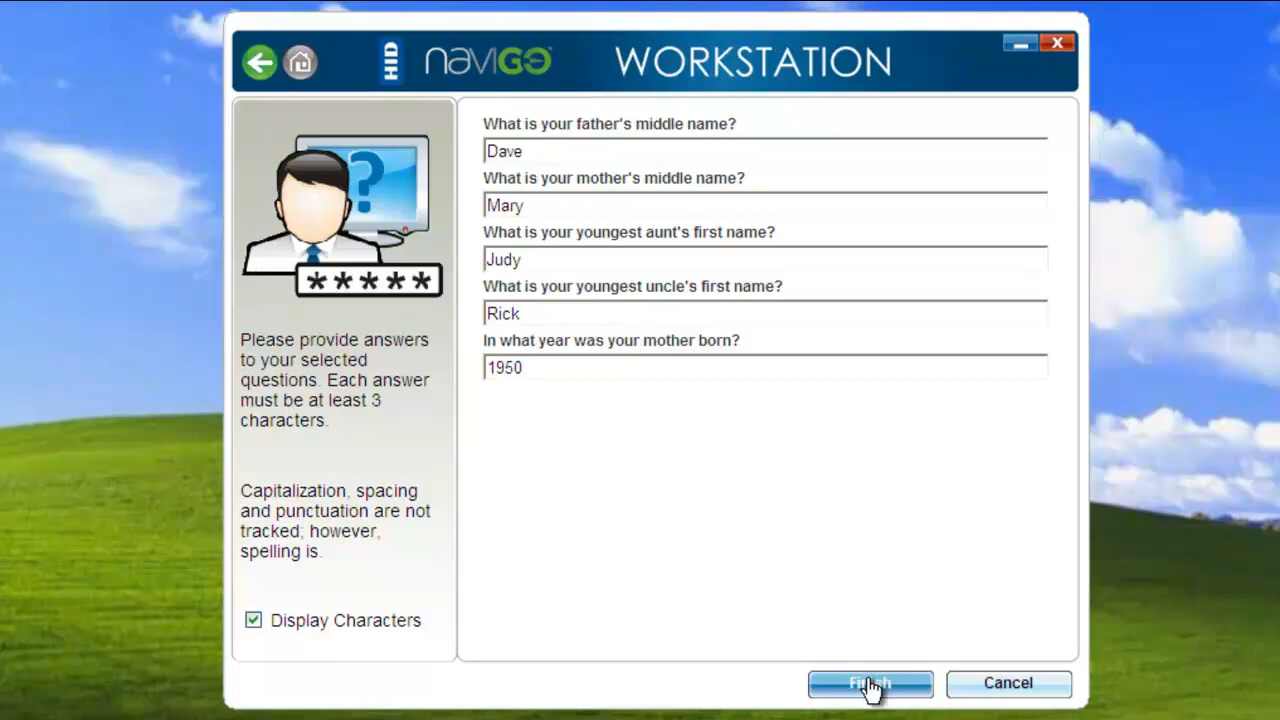 HID naviGO™ WORKSTATION
What is your father's middle name?
Dave
What is your mother's middle name?
Mary
What is your youngest aunt's first name?
Judy
What is your youngest uncle's first name?
Rick
In what year was your mother born?
1950
?
*****
Please provide answers
to your selected
questions. Each answer
must be at least 3
characters.
Capitalization, spacing
and punctuation are not
tracked; however,
spelling is.
Display Characters
Finish
Cancel